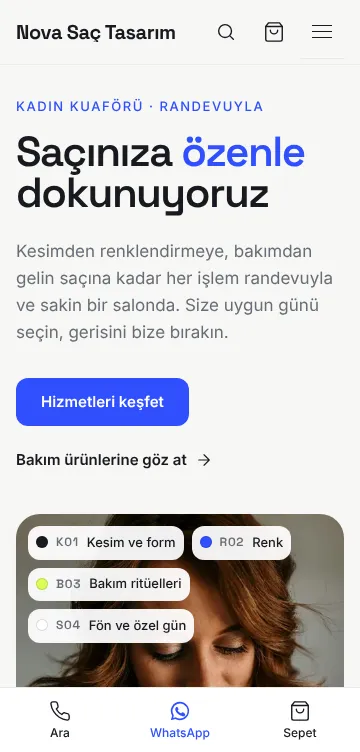 Nova Saç Tasarım
KADIN KUAFÖRÜ · RANDEVUYLA
Saçınıza özenle
dokunuyoruz
Kesimden renklendirmeye, bakımdan
gelin saçına kadar her işlem randevuyla
ve sakin bir salonda. Size uygun günü
seçin, gerisini bize bırakın.
Hizmetleri keşfet
Bakım ürünlerine göz at →
K01 Kesim ve form
R02 Renk
B03 Bakım ritüelleri
S04 Fön ve özel gün
Ara
WhatsApp
Sepet